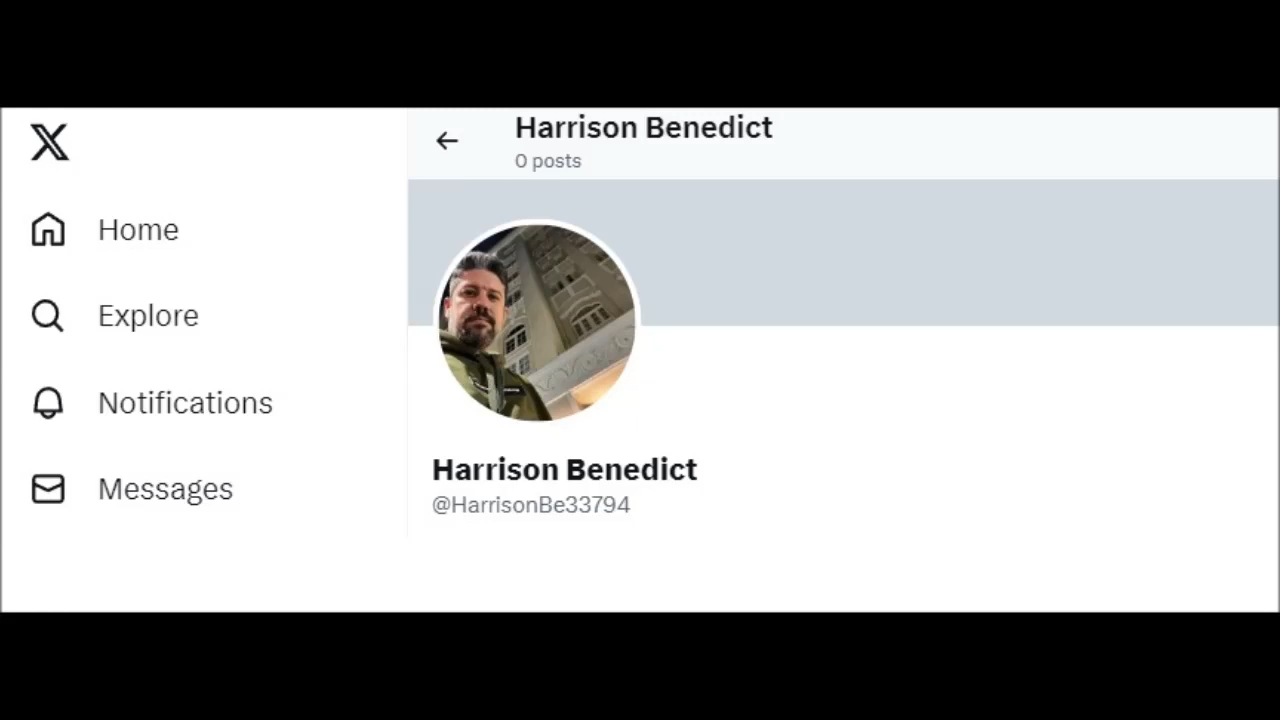 X
Home
Explore
Notifications
Messages
Harrison Benedict
0 posts
Harrison Benedict
@HarrisonBe33794